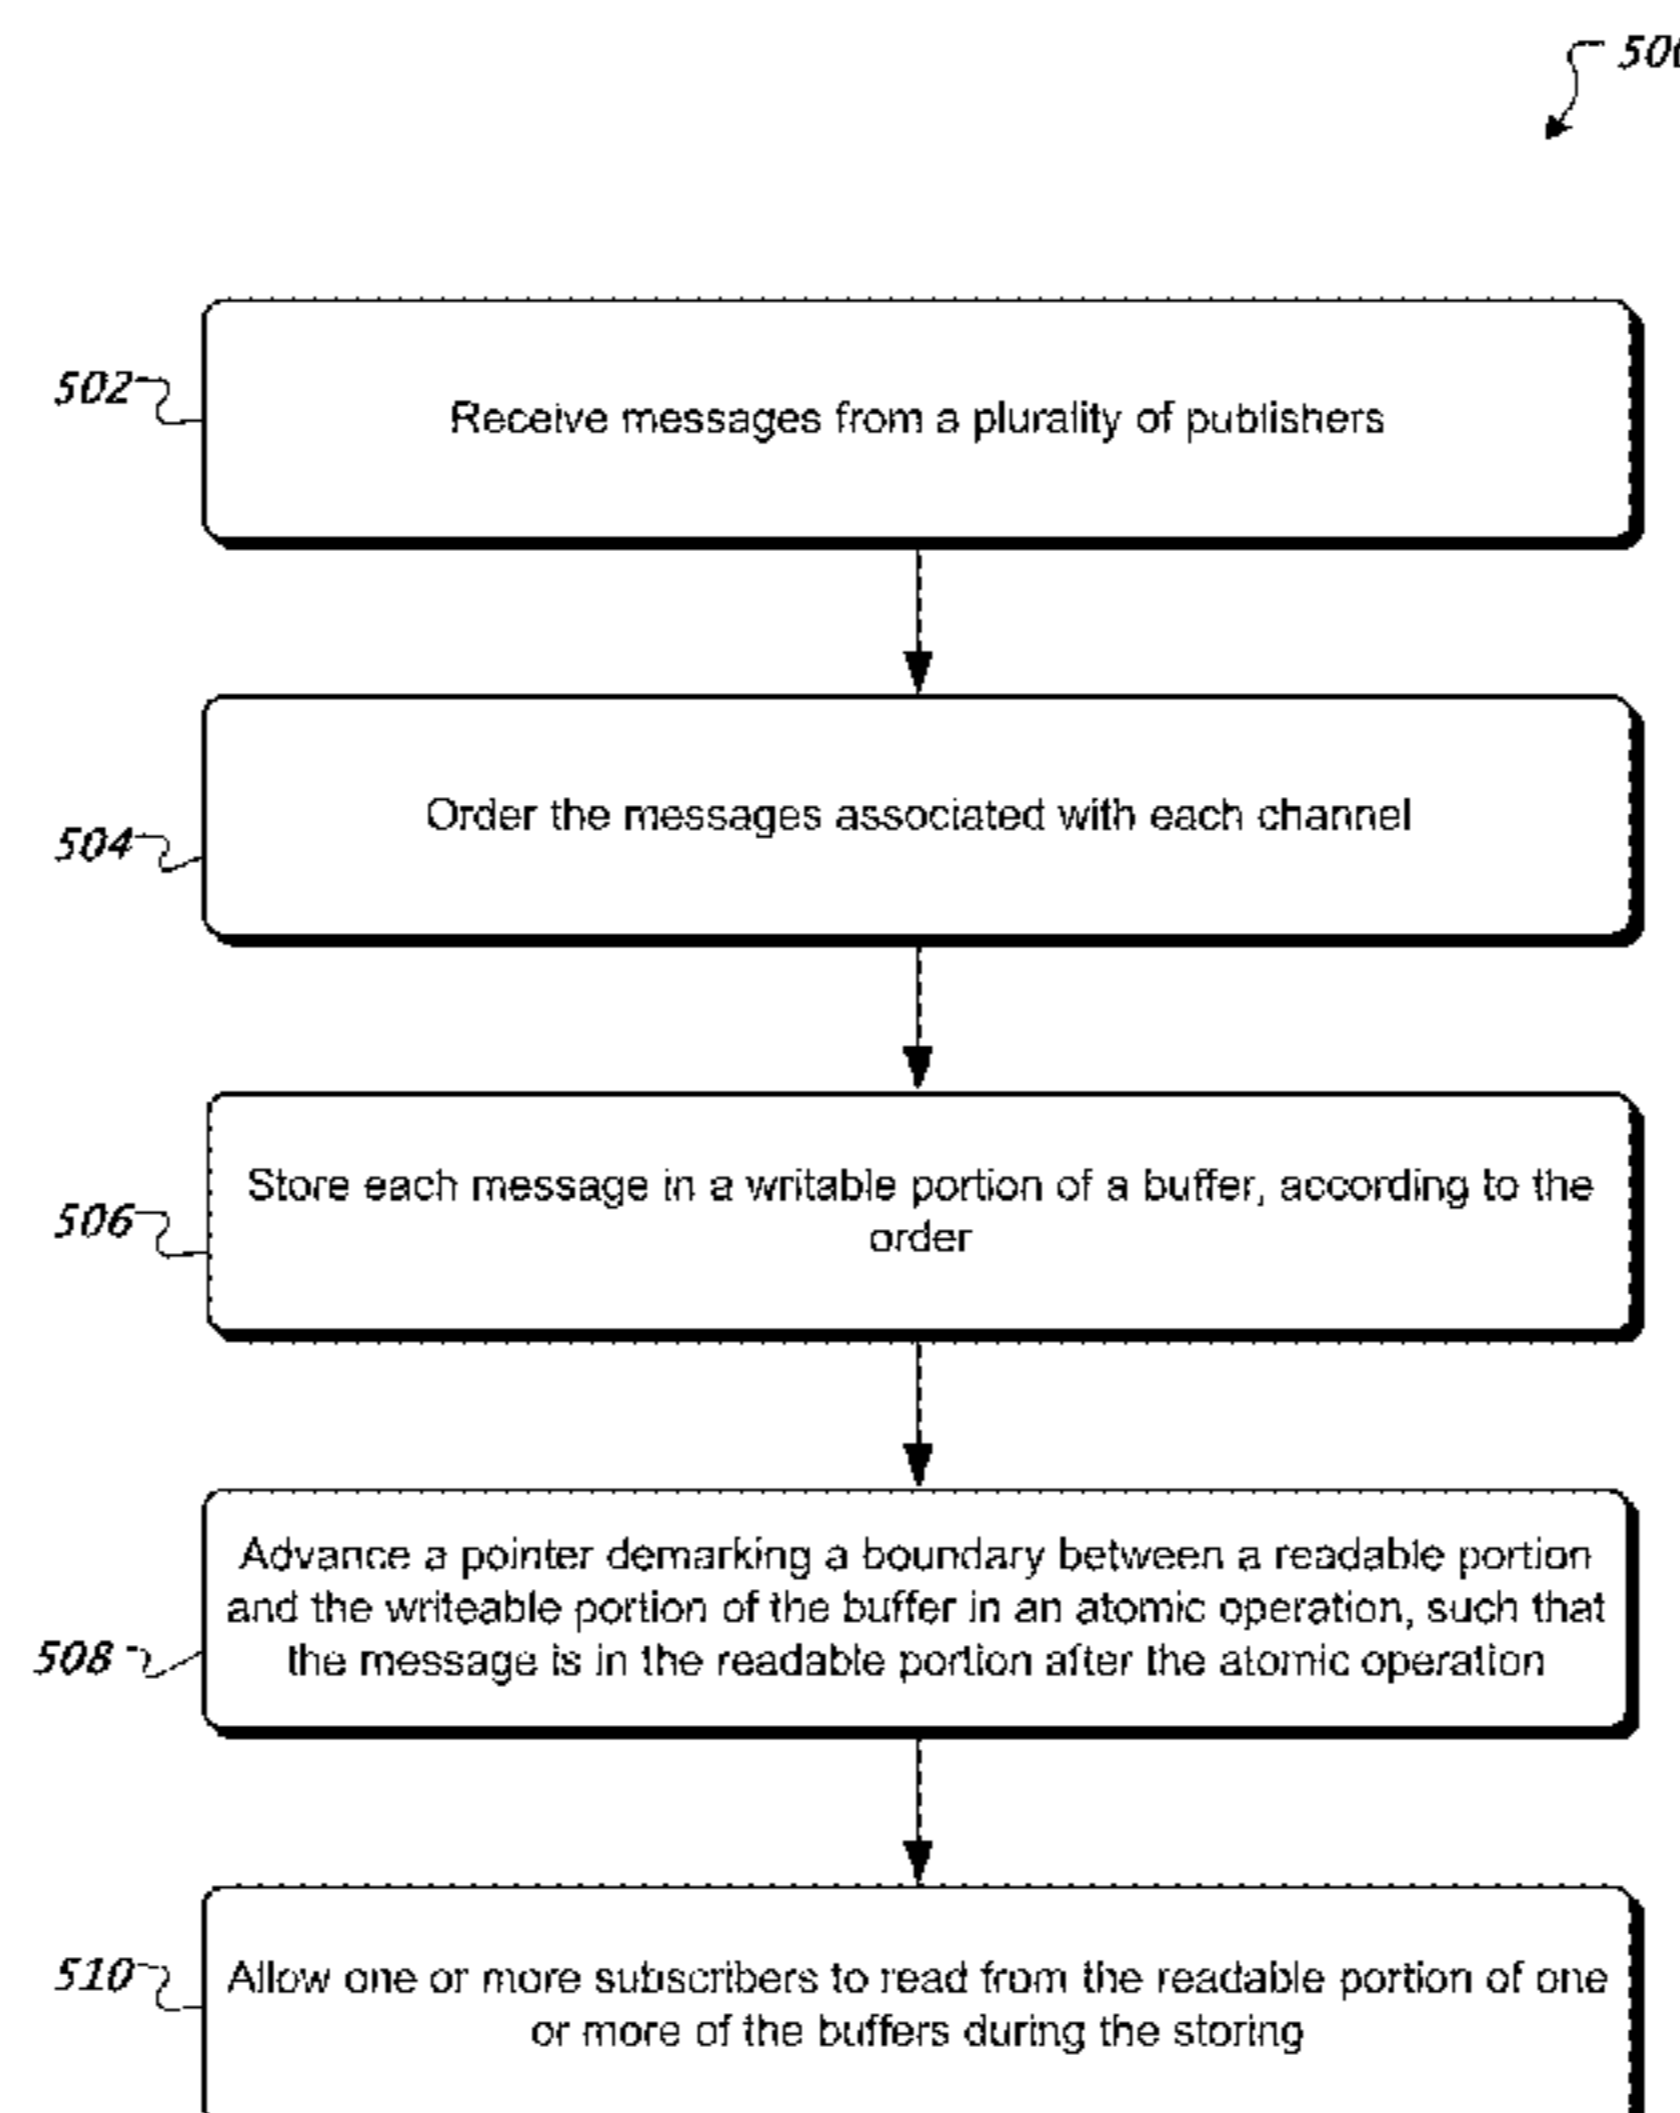 502
Receive messages from a plurality of publishers
504
Order the messages associated with each channel
506
Store each message in a writable portion of a buffer, according to the
order
508
Advance a pointer demarking a boundary between a readable portion
and the writeable portion of the buffer in an atomic operation, such that
the message is in the readable portion after the atomic operation
510
Allow one or more subscribers to read from the readable portion of one
or more of the buffers during the storing